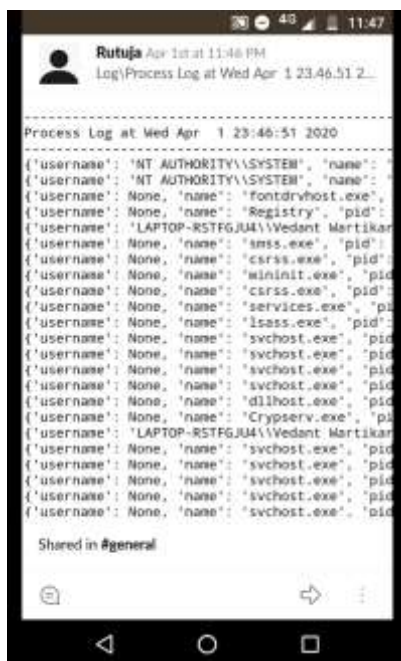 4G 11:47
Rutuja Apr 1st at 11:46 PM
Log\Process Log at Wed Apr 1 23.46.51 2...
Process Log at Wed Apr 1 23:46:51 2020
{'username': 'NT AUTHORITY\\SYSTEM', 'name': '
{'username': 'NT AUTHORITY\\SYSTEM', 'name': '
{'username': None, 'name': 'fontdrvhost.exe',
{'username': None, 'name': 'Registry', 'pid':
{'username': 'LAPTOP-RSTFGJU4\\Vedant Wartikar
{'username': None, 'name': 'smss.exe', 'pid':
{'username': None, 'name': 'csrss.exe', 'pid':
{'username': None, 'name': 'wininit.exe', 'pid
{'username': None, 'name': 'csrss.exe', 'pid':
{'username': None, 'name': 'services.exe', 'pi
{'username': None, 'name': 'lsass.exe', 'pid':
{'username': None, 'name': 'svchost.exe', 'pid
{'username': None, 'name': 'svchost.exe', 'pid
{'username': None, 'name': 'svchost.exe', 'pid
{'username': None, 'name': 'svchost.exe', 'pid
{'username': None, 'name': 'dllhost.exe', 'pid
{'username': None, 'name': 'Crypserv.exe', 'pi
{'username': 'LAPTOP-RSTFGJU4\\Vedant Wartikar
{'username': None, 'name': 'svchost.exe', 'pid
{'username': None, 'name': 'svchost.exe', 'pid
{'username': None, 'name': 'svchost.exe', 'pid
{'username': None, 'name': 'svchost.exe', 'pid
Shared in #general